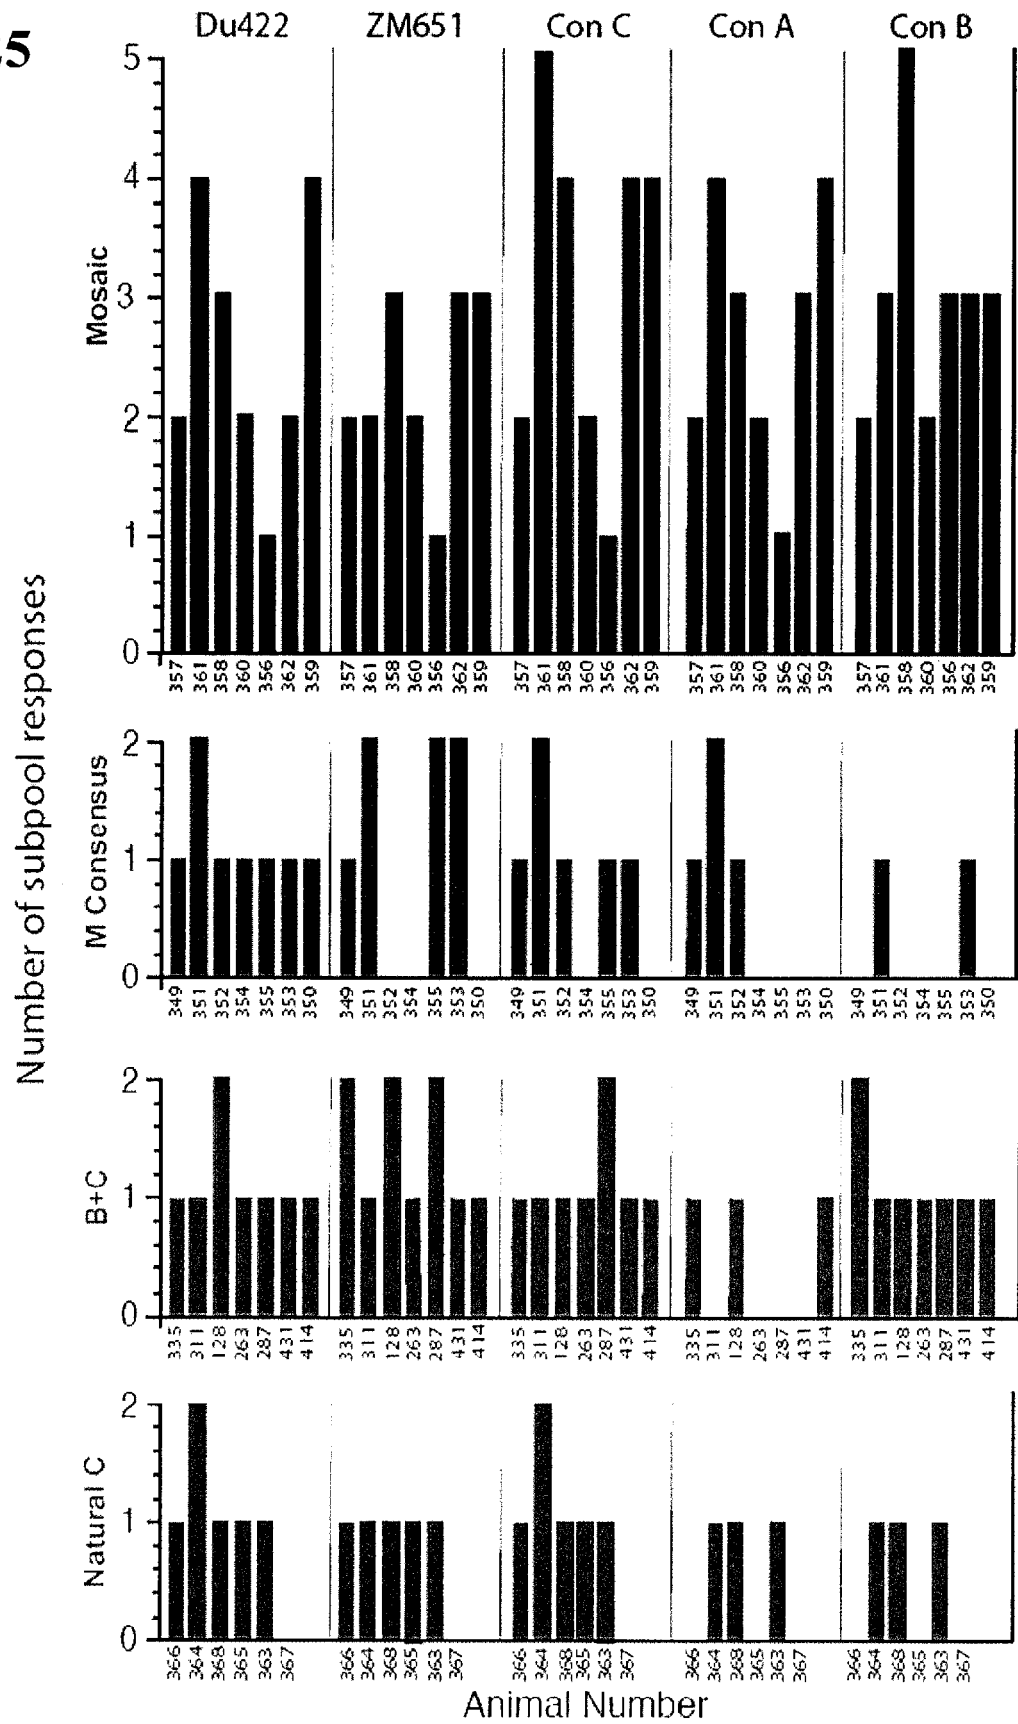 5
Du422 ZM651 Con C Con A Con B
Number of subpool responses
Mosaic
5
4
3
2
1
0
357 361 358 360 356 362 359 357 361 358 360 356 362 359 357 361 358 360 356 362 359 357 361 358 360 356 362 359 357 361 358 360 356 362 359
M Consensus
2
1
0
349 351 352 354 355 353 350 349 351 352 354 355 353 350 349 351 352 354 355 353 350 349 351 352 354 355 353 350 349 351 352 354 355 353 350
B+C
2
1
0
335 311 128 263 287 431 414 335 311 128 263 287 431 414 335 311 128 263 287 431 414 335 311 128 263 287 431 414 335 311 128 263 287 431 414
Natural C
2
1
0
366 364 368 365 363 367 366 364 368 365 363 367 366 364 368 365 363 367 366 364 368 365 363 367 366 364 368 365 363 367
Animal Number